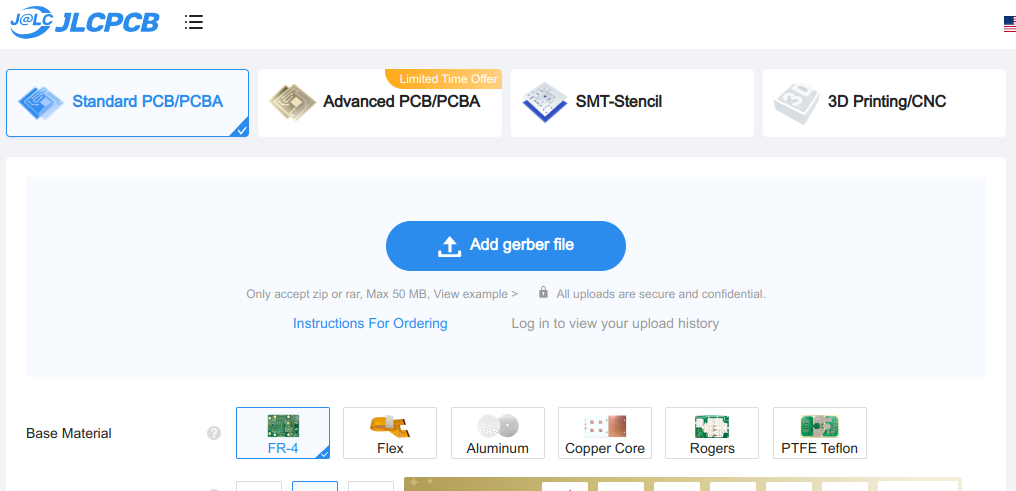 J@LC JLCPCB
Standard PCB/PCBA
Limited Time Offer
Advanced PCB/PCBA
SMT-Stencil
3D
3D Printing/CNC
Add gerber file
Only accept zip or rar, Max 50 MB, View example > All uploads are secure and confidential.
Instructions For Ordering Log in to view your upload history
Base Material ? FR-4 Flex Aluminum Copper Core Rogers PTFE Teflon